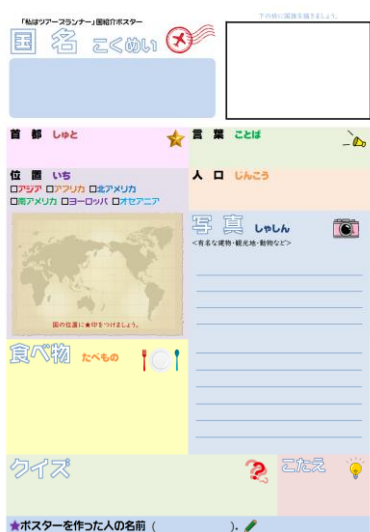 「私はツアープランナー」国紹介ポスター
国名 こくめい
下の枠に国旗を描きましょう。
首都 しゅと
言葉 ことば
位置 いち
□アジア □アフリカ □北アメリカ
□南アメリカ □ヨーロッパ □オセアニア
人口 じんこう
国の位置に★印をつけましょう。
写真 しゃしん
<有名な建物・観光地・動物など>
食べ物 たべもの
クイズ
こたえ
★ポスターを作った人の名前 (                ).